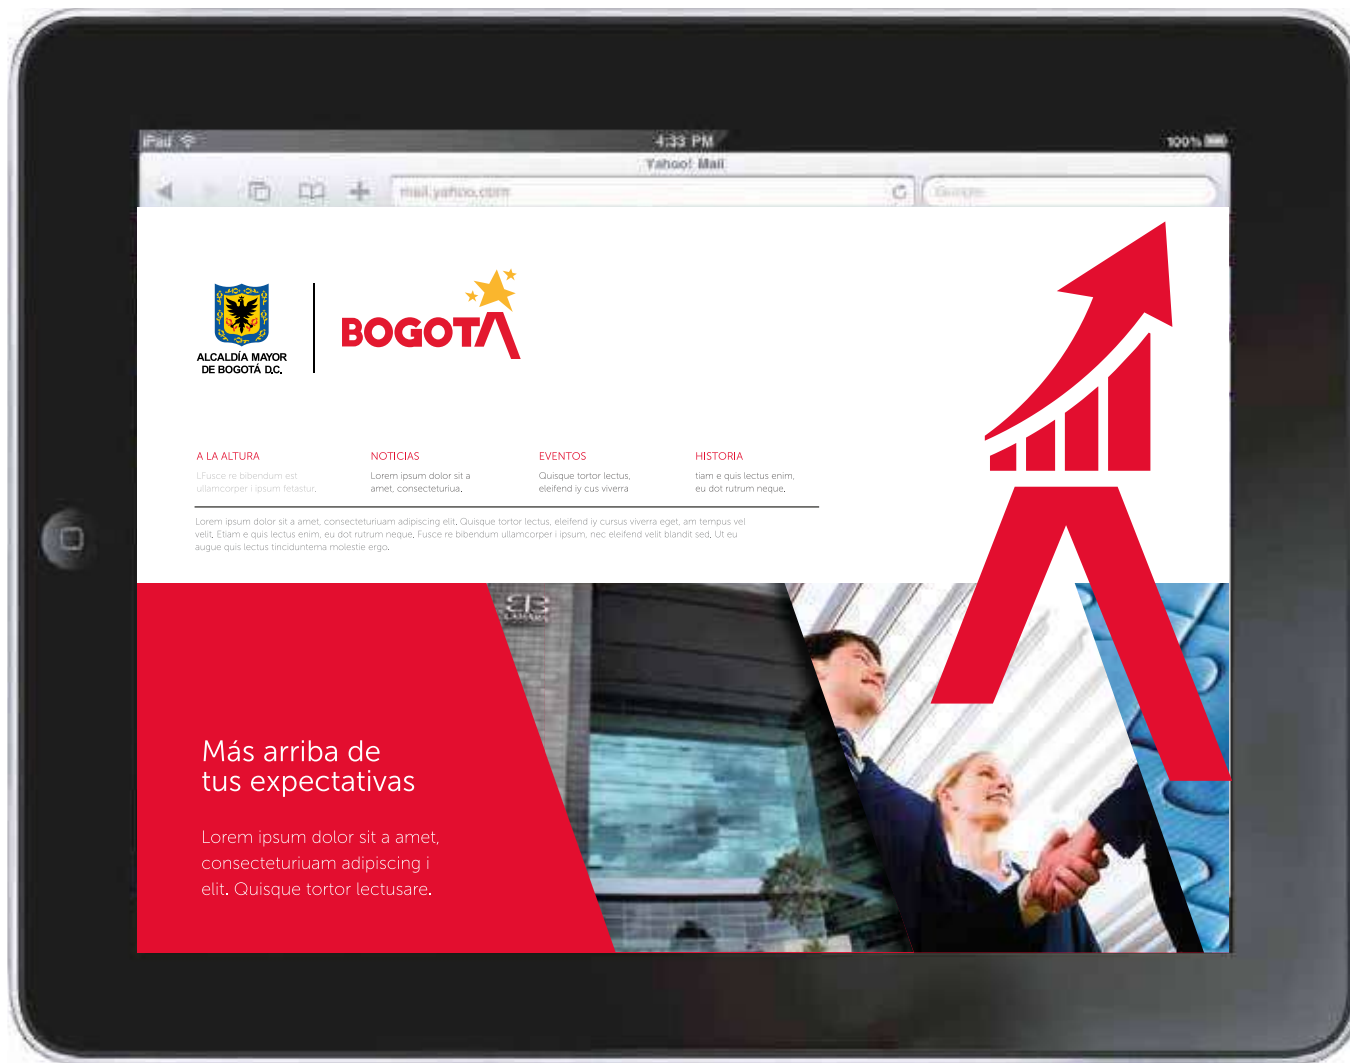 iPad
4:33 PM
100%
Yahoo! Mail
mail.yahoo.com
Google
ALCALDÍA MAYOR
DE BOGOTÁ D.C.
BOGOTA
A LA ALTURA
LFusce re bibendum est
ullamcorper i ipsum fetastur.
NOTICIAS
Lorem ipsum dolor sit a
amet, consecteturiua.
EVENTOS
Quisque tortor lectus,
eleifend iy cus viverra
HISTORIA
tiam e quis lectus enim,
eu dot rutrum neque.
Lorem ipsum dolor sit a amet, consecteturiuam adipiscing elit. Quisque tortor lectus, eleifend iy cursus viverra eget, am tempus vel
velit. Etiam e quis lectus enim, eu dot rutrum neque. Fusce re bibendum ullamcorper i ipsum, nec eleifend velit blandit sed. Ut eu
augue quis lectus tinciduntema molestie ergo.
CAMARA
Más arriba de
tus expectativas
Lorem ipsum dolor sit a amet,
consecteturiuam adipiscing i
elit. Quisque tortor lectusare.